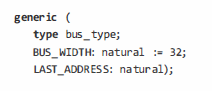 generic (
type bus_type;
BUS_WIDTH: natural := 32;
LAST_ADDRESS: natural);